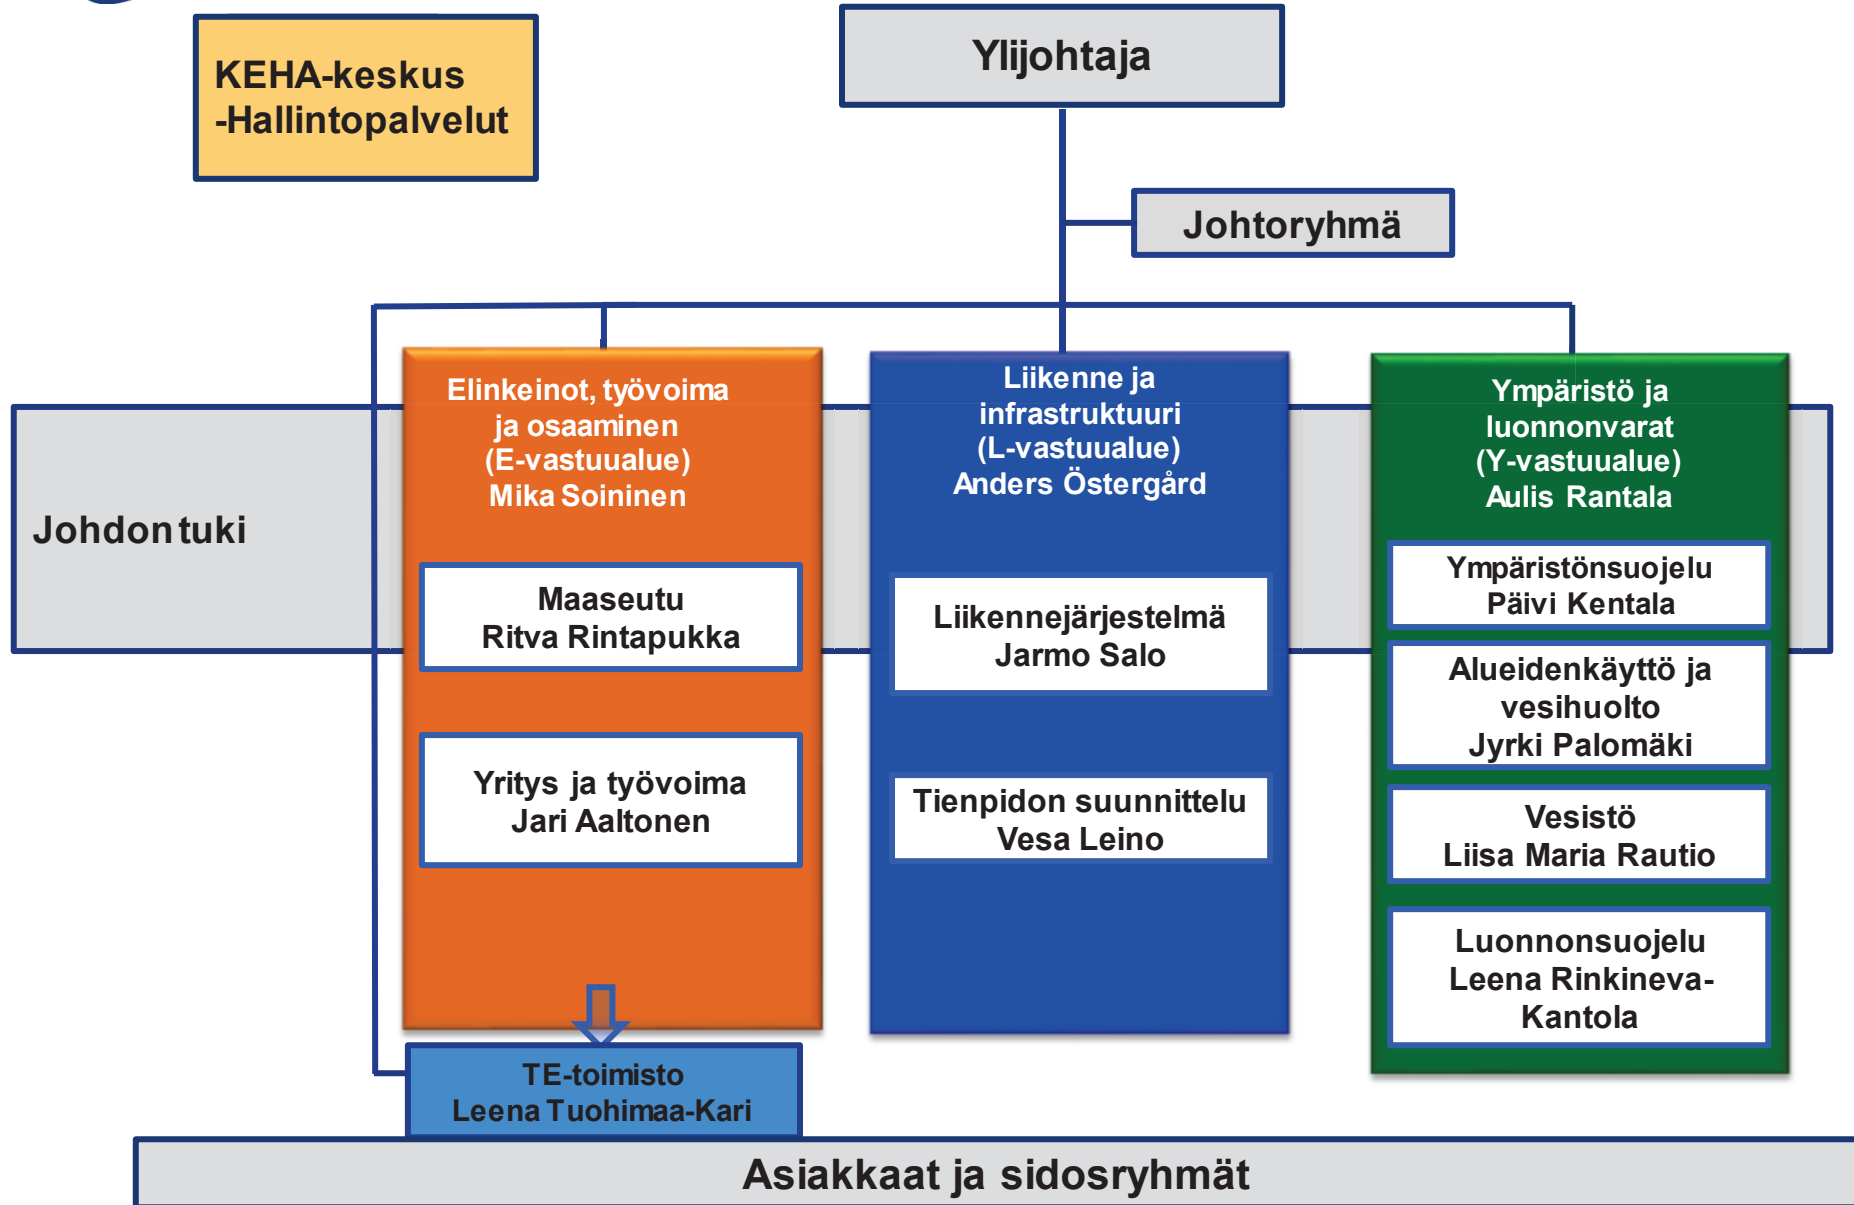 KEHA-keskus
-Hallintopalvelut
Ylijohtaja
Johtoryhmä
Johdon tuki
Elinkeinot, työvoima
ja osaaminen
(E-vastuualue)
Mika Soininen
Maaseutu
Ritva Rintapukka
Yritys ja työvoima
Jari Aaltonen
TE-toimisto
Leena Tuohimaa-Kari
Liikenne ja
infrastruktuuri
(L-vastuualue)
Anders Östergård
Liikennejärjestelmä
Jarmo Salo
Tienpidon suunnittelu
Vesa Leino
Ympäristö ja
luonnonvarat
(Y-vastuualue)
Aulis Rantala
Ympäristönsuojelu
Päivi Kentala
Alueidenkäyttö ja
vesihuolto
Jyrki Palomäki
Vesistö
Liisa Maria Rautio
Luonnonsuojelu
Leena Rinkineva-
Kantola
Asiakkaat ja sidosryhmät